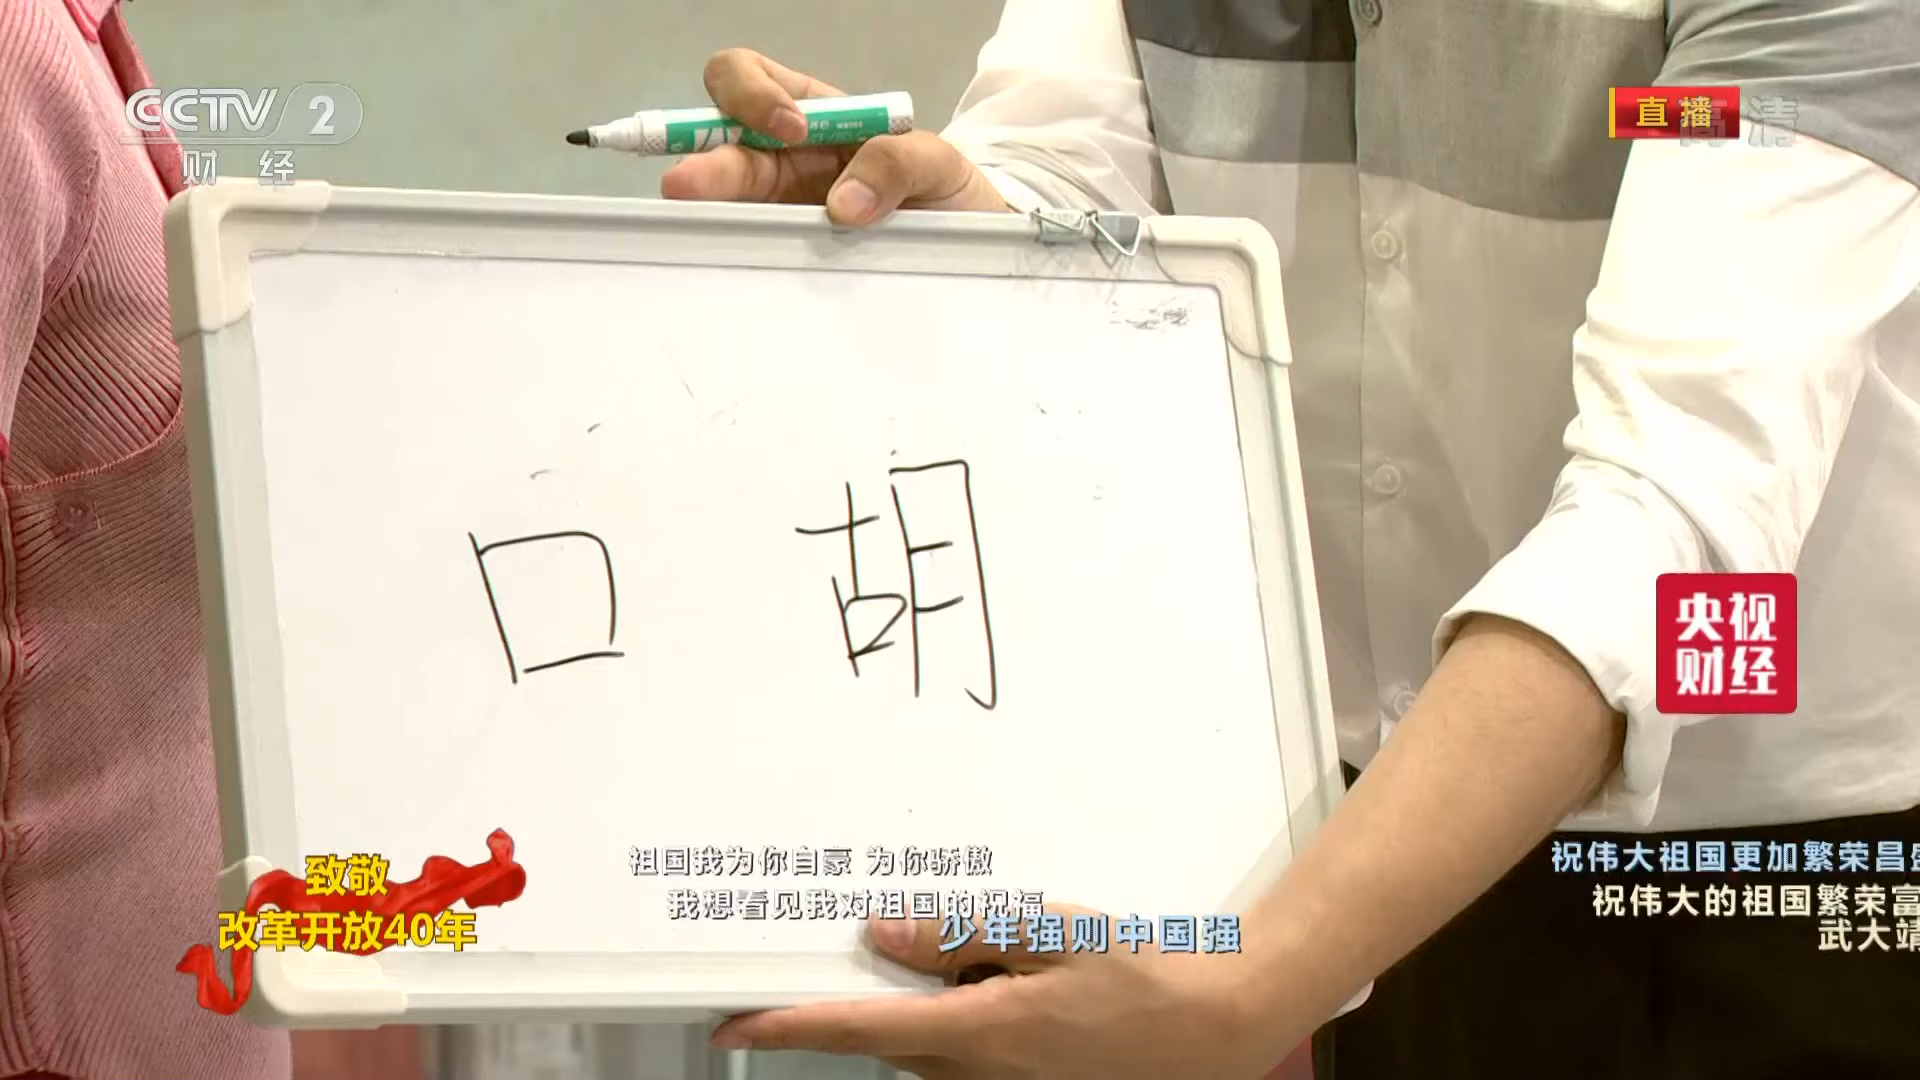 CCTV 2
财 经
直播
高清
口 胡
央视
财经
致敬
改革开放40年
祖国我为你自豪 为你骄傲
我想看见我对祖国的祝福
少年强则中国强
祝伟大祖国更加繁荣昌盛
祝伟大的祖国繁荣富
武大靖